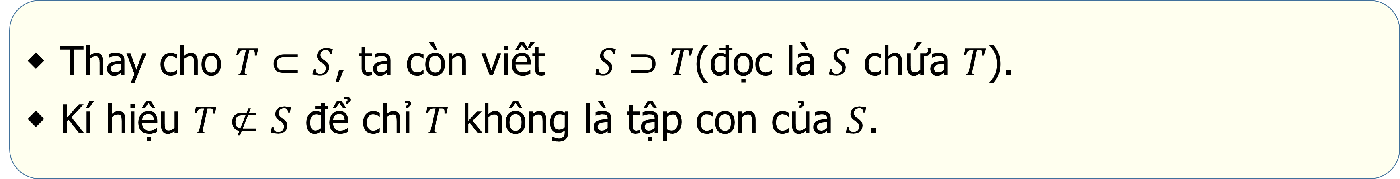 ◆ Thay cho T ⊂ S, ta còn viết S ⊃ T(đọc là S chứa T).
◆ Kí hiệu T ⊄ S để chỉ T không là tập con của S.